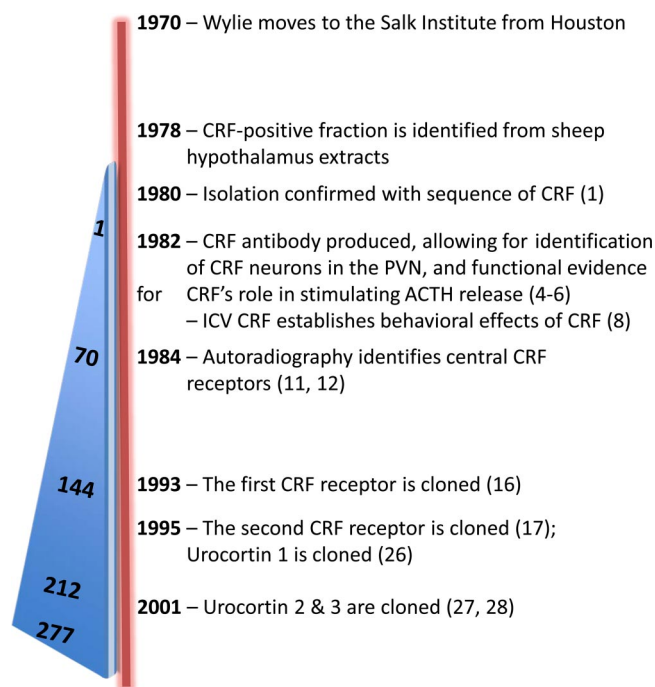 1970 – Wylie moves to the Salk Institute from Houston
1978 – CRF-positive fraction is identified from sheep
hypothalamus extracts
1980 – Isolation confirmed with sequence of CRF (1)
1
1982 – CRF antibody produced, allowing for identification
of CRF neurons in the PVN, and functional evidence
for CRF's role in stimulating ACTH release (4-6)
– ICV CRF establishes behavioral effects of CRF (8)
70
1984 – Autoradiography identifies central CRF
receptors (11, 12)
144
1993 – The first CRF receptor is cloned (16)
1995 – The second CRF receptor is cloned (17);
Urocortin 1 is cloned (26)
212
2001 – Urocortin 2 & 3 are cloned (27, 28)
277